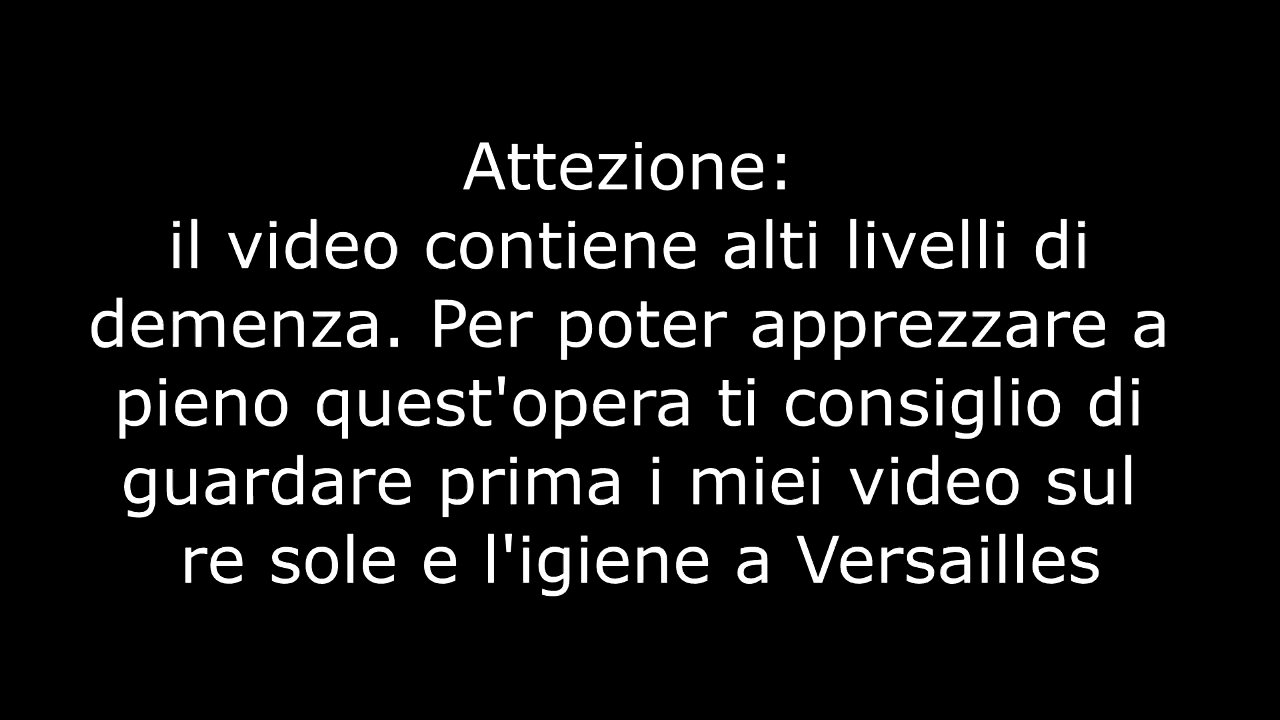 Attezione:
il video contiene alti livelli di
demenza. Per poter apprezzare a
pieno quest'opera ti consiglio di
guardare prima i miei video sul
re sole e l'igiene a Versailles